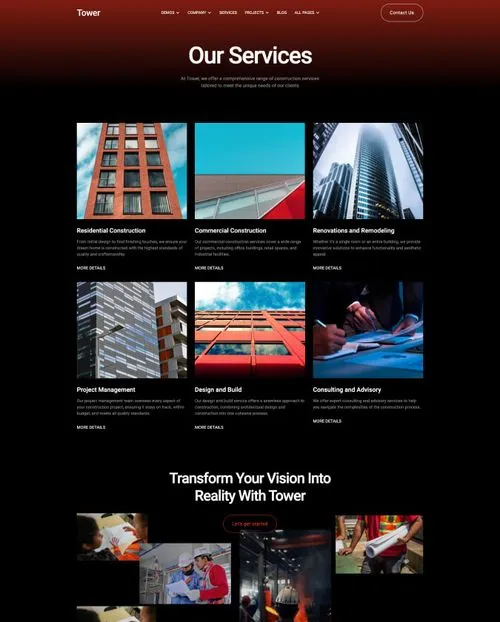 Tower
DEMOS
COMPANY
SERVICES
PROJECTS
BLOG
ALL PAGES
Contact Us
Our Services
At Tower, we offer a comprehensive range of construction services
tailored to meet the unique needs of our clients.
Residential Construction
From initial design to final finishing touches, we ensure your
dream home is constructed with the highest standards of
quality and craftsmanship.
MORE DETAILS
Commercial Construction
Our commercial construction services cover a wide range of
projects, including office buildings, retail spaces, and
industrial facilities.
MORE DETAILS
Renovations and Remodeling
Whether it's a single room or an entire building, we provide
innovative solutions to enhance functionality and aesthetic
appeal.
MORE DETAILS
Project Management
Our project management team oversees every aspect of
your construction project, ensuring it stays on track, within
budget, and meets all quality standards.
MORE DETAILS
Design and Build
Our design and build service offers a seamless approach to
construction, combining architectural design and
construction into one cohesive process.
MORE DETAILS
Consulting and Advisory
We offer expert consulting and advisory services to help
you navigate the complexities of the construction process.
MORE DETAILS
Transform Your Vision Into
Reality With Tower
Let's get started